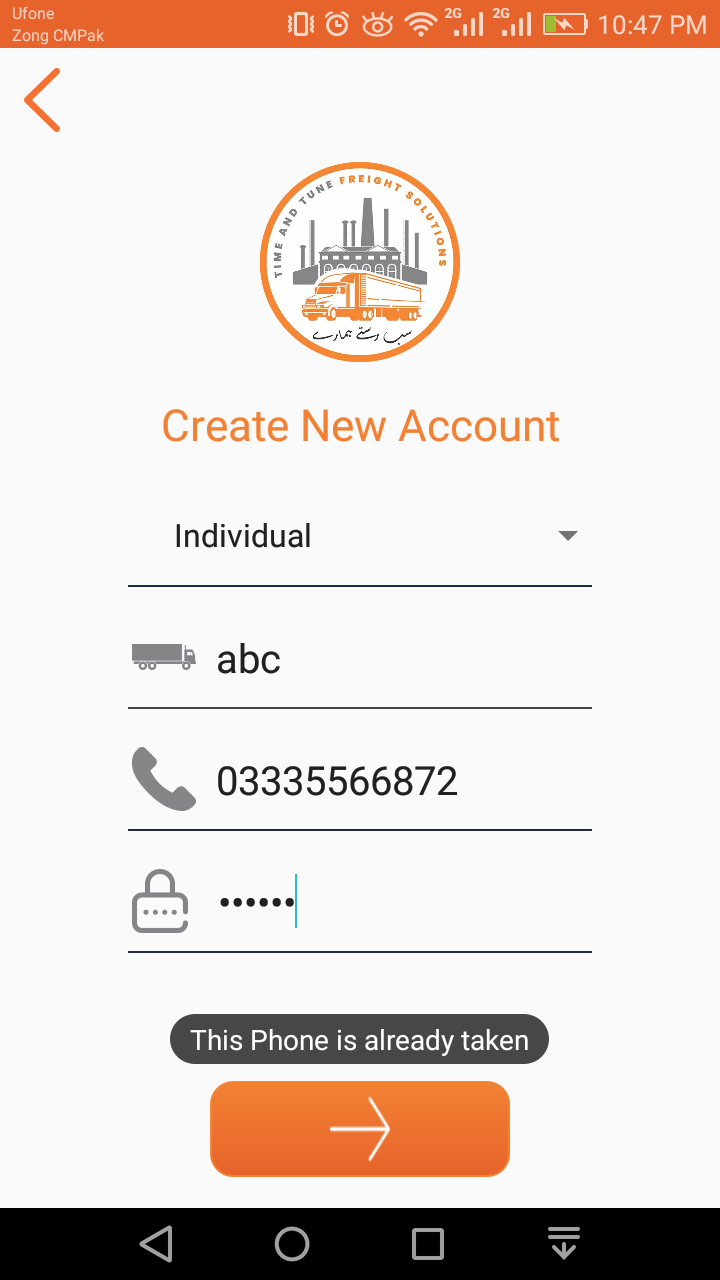 Ufone
Zong CMPak
2G
2G
10:47 PM
TIME AND TUNE FREIGHT SOLUTIONS
سب رستے ہمارے
Create New Account
Individual
abc
03335566872
••••••
This Phone is already taken